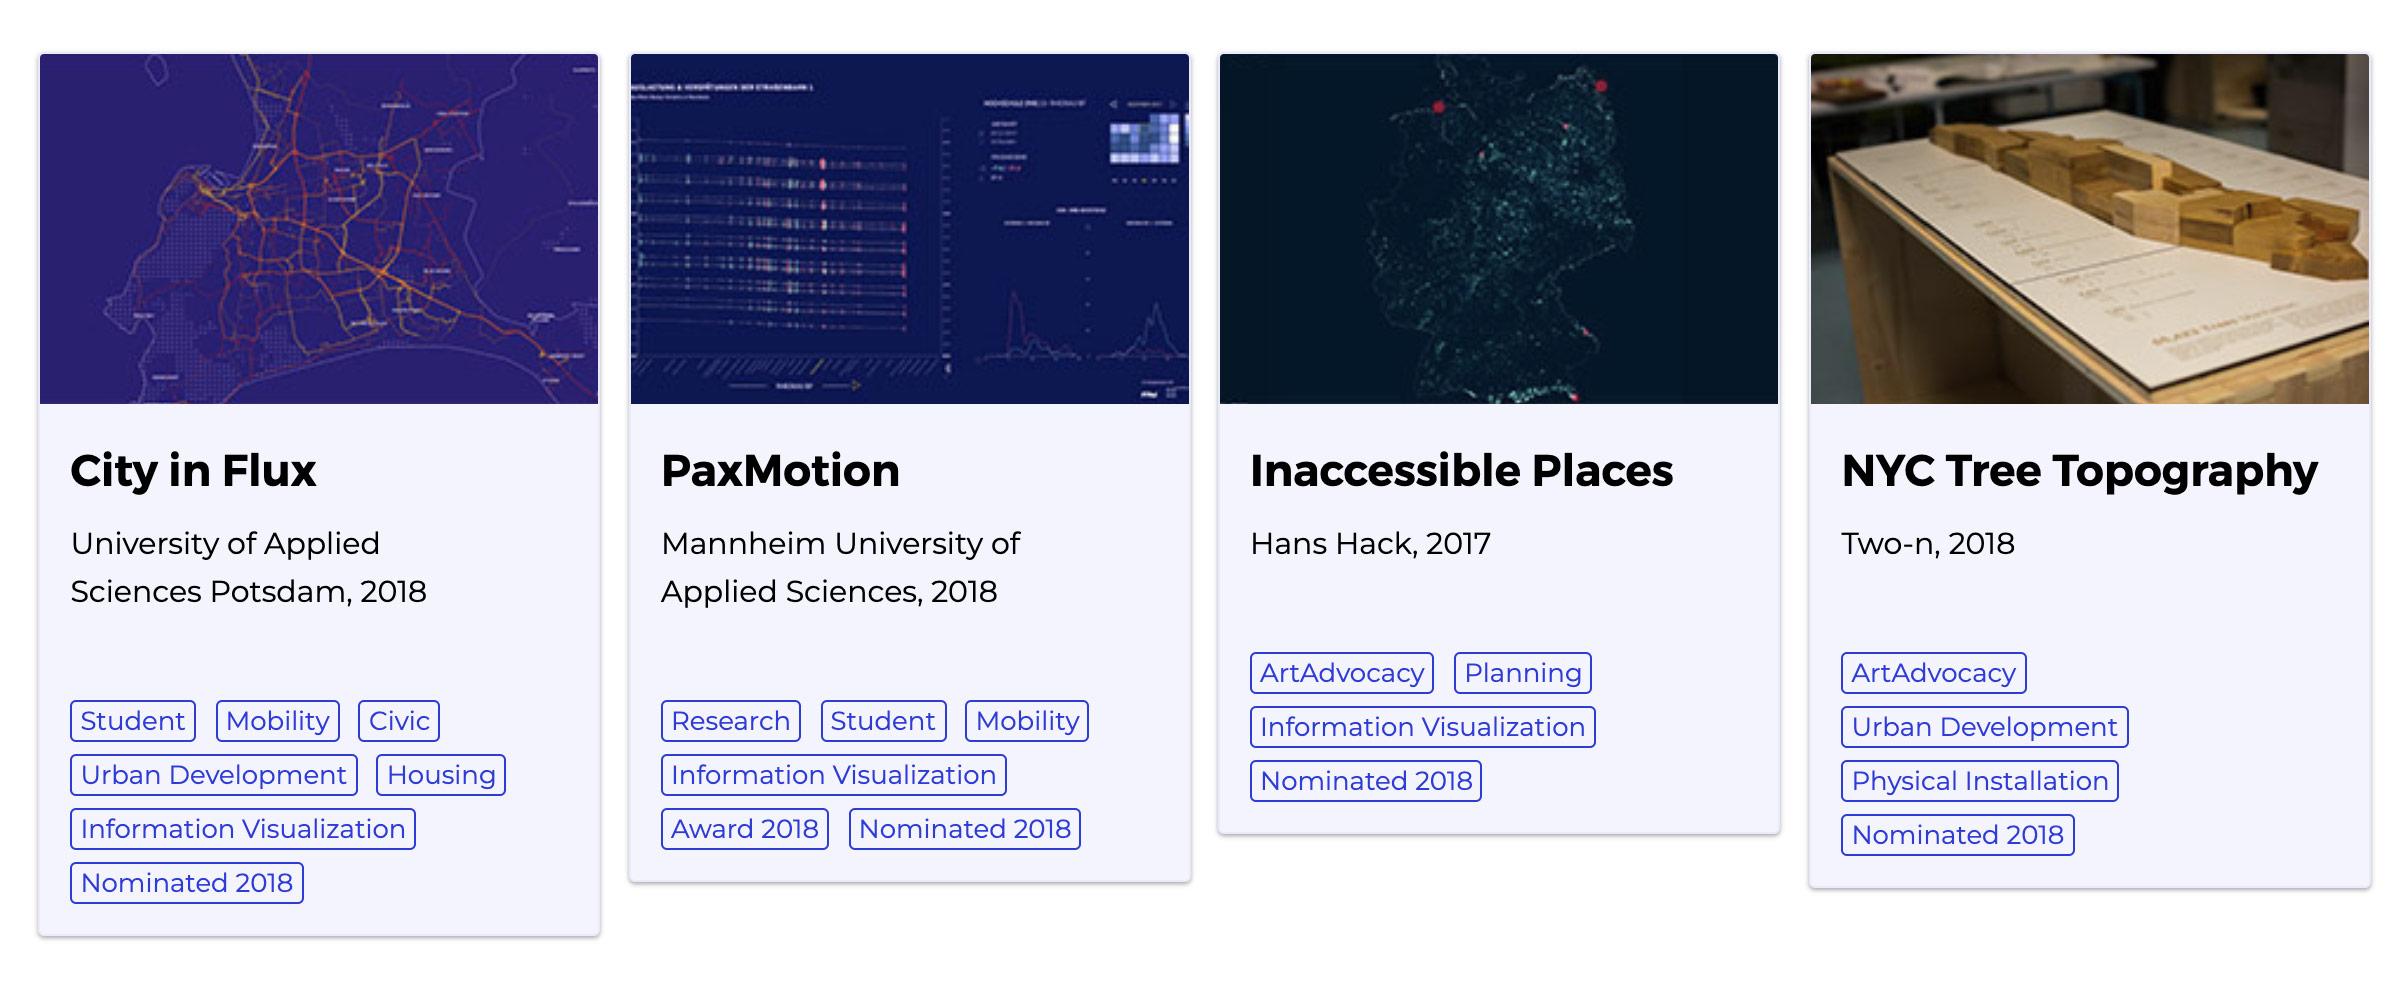 City in Flux
University of Applied
Sciences Potsdam, 2018
Student Mobility Civic
Urban Development Housing
Information Visualization
Nominated 2018
PaxMotion
Mannheim University of
Applied Sciences, 2018
Research Student Mobility
Information Visualization
Award 2018 Nominated 2018
Inaccessible Places
Hans Hack, 2017
ArtAdvocacy Planning
Information Visualization
Nominated 2018
NYC Tree Topography
Two-n, 2018
ArtAdvocacy
Urban Development
Physical Installation
Nominated 2018